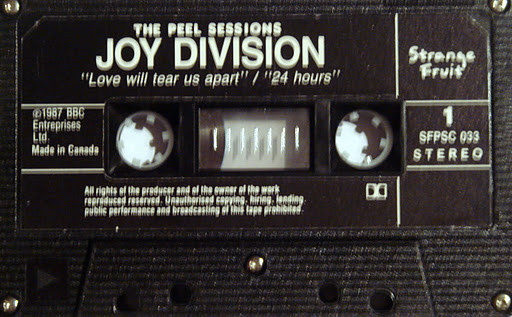 THE PEEL SESSIONS
JOY DIVISION
"Love will tear us apart" / "24 hours"
Strange
Fruit
℗1987 BBC
Entreprises
Ltd.
Made in Canada
1
SFPSC 033
STEREO
All rights of the producer and of the owner of the work
reproduced reserved. Unauthorised copying, hiring, lending,
public performance and broadcasting of this tape prohibited.